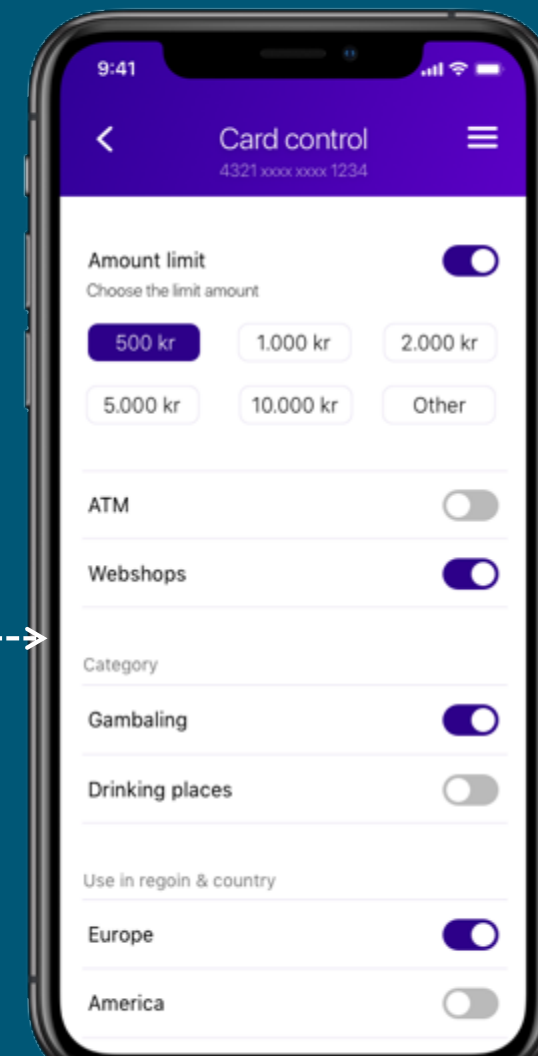 9:41
Card control
4321 xxxx xxxx 1234
Amount limit
Choose the limit amount
500 kr 1.000 kr 2.000 kr
5.000 kr 10.000 kr Other
ATM
Webshops
Category
Gambaling
Drinking places
Use in regoin & country
Europe
America